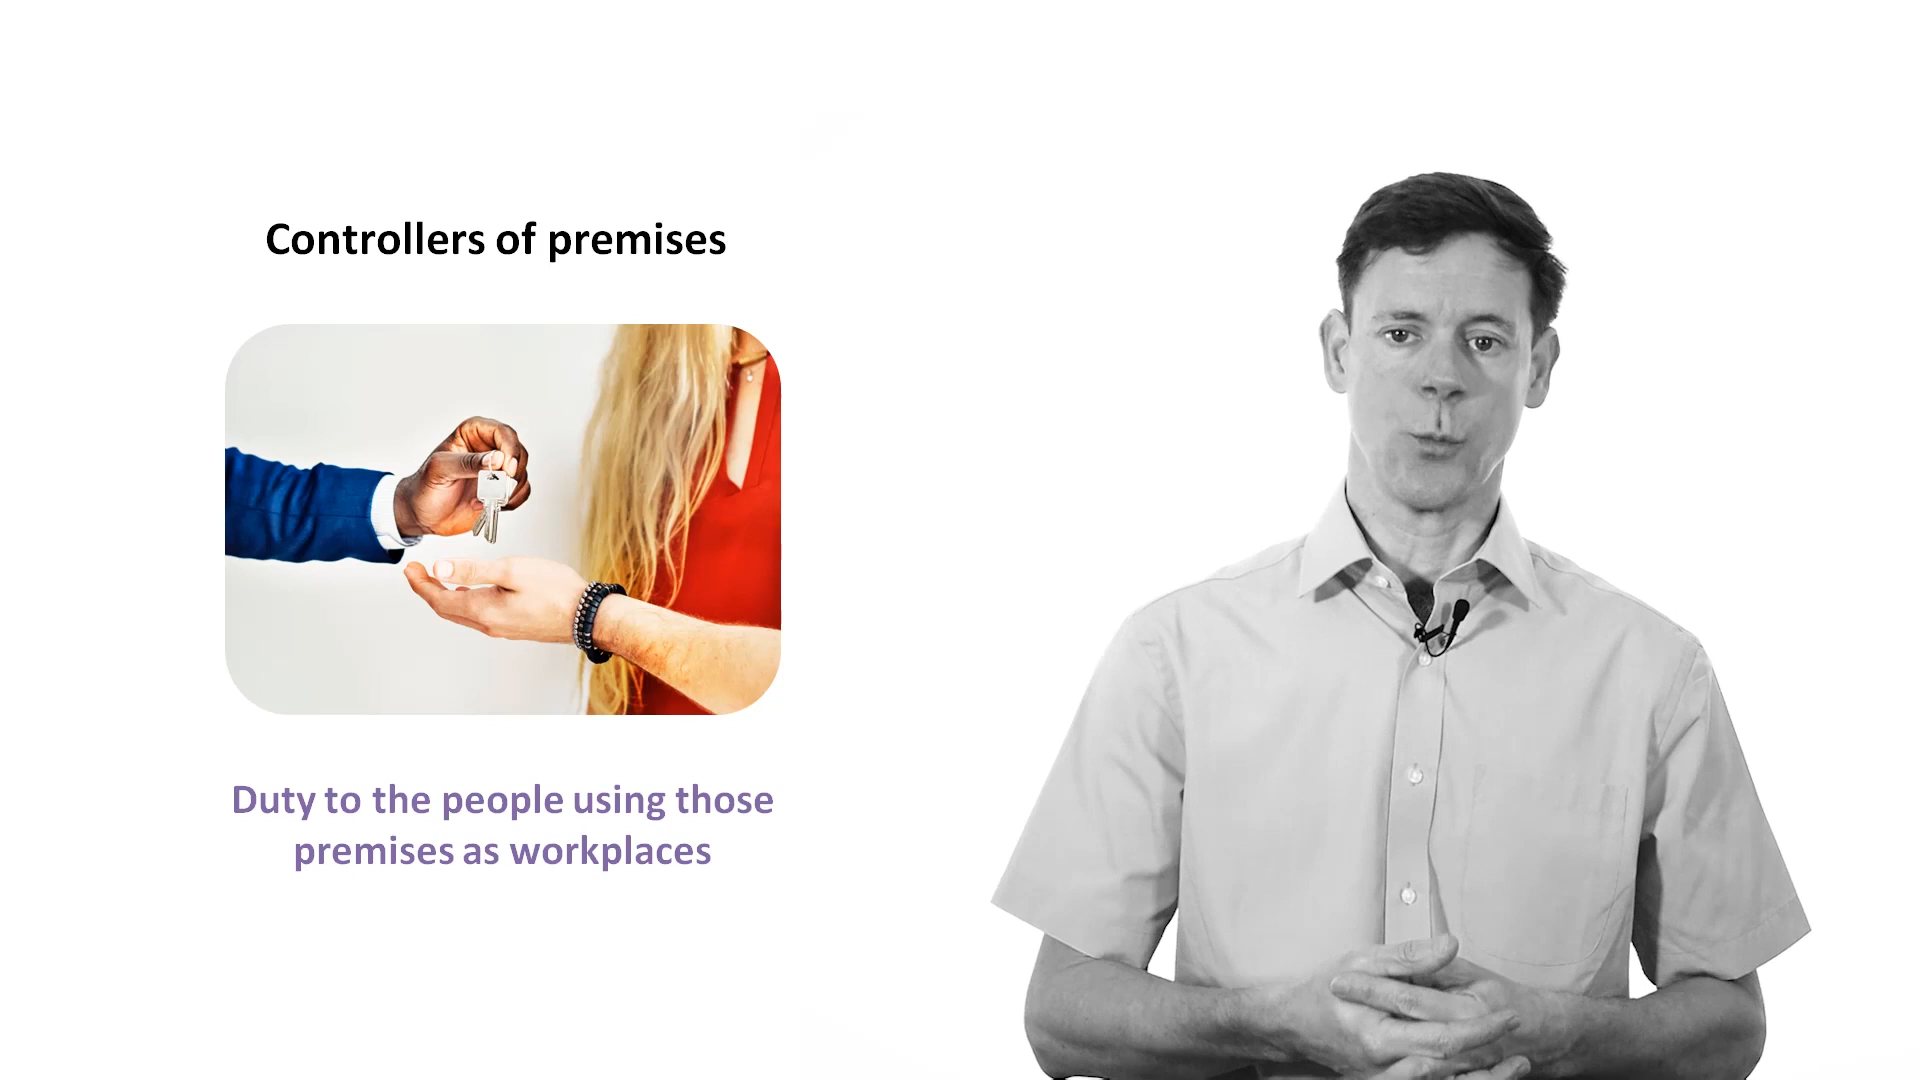 Controllers of premises
Duty to the people using those
premises as workplaces